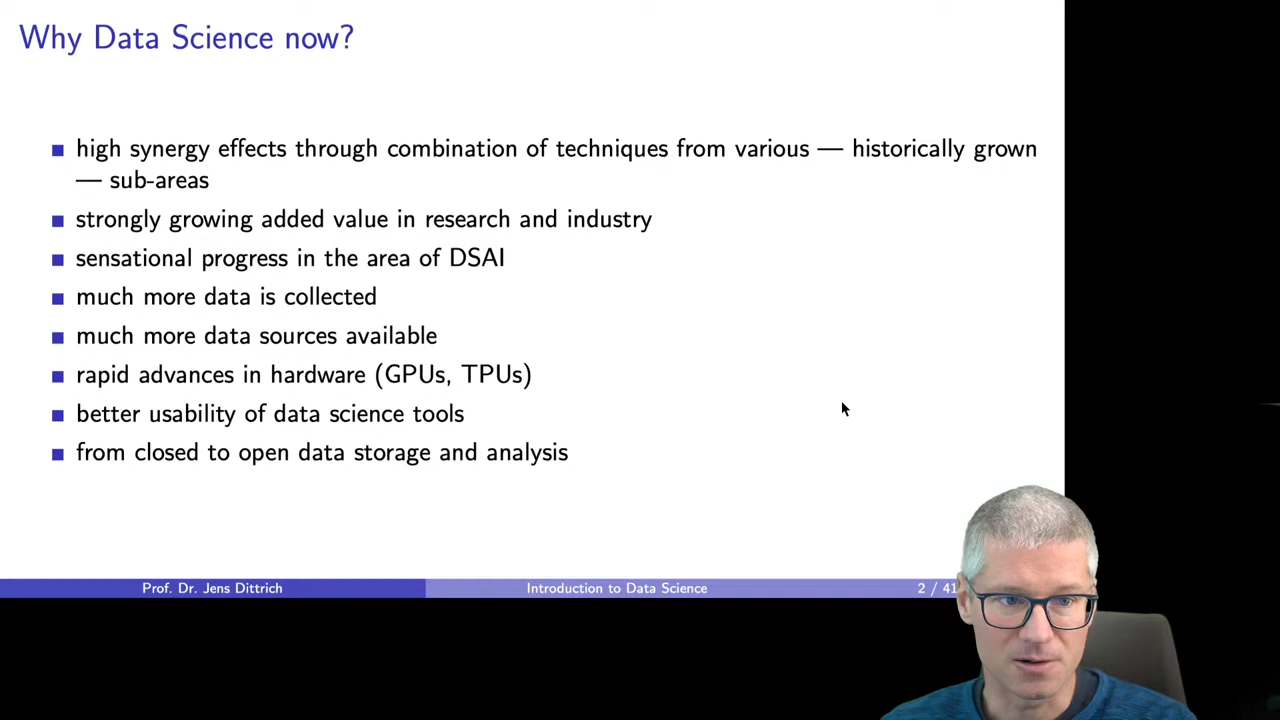 Why Data Science now?
high synergy effects through combination of techniques from various — historically grown
— sub-areas
strongly growing added value in research and industry
sensational progress in the area of DSAI
much more data is collected
much more data sources available
rapid advances in hardware (GPUs, TPUs)
better usability of data science tools
from closed to open data storage and analysis
Prof. Dr. Jens Dittrich Introduction to Data Science 2 / 41